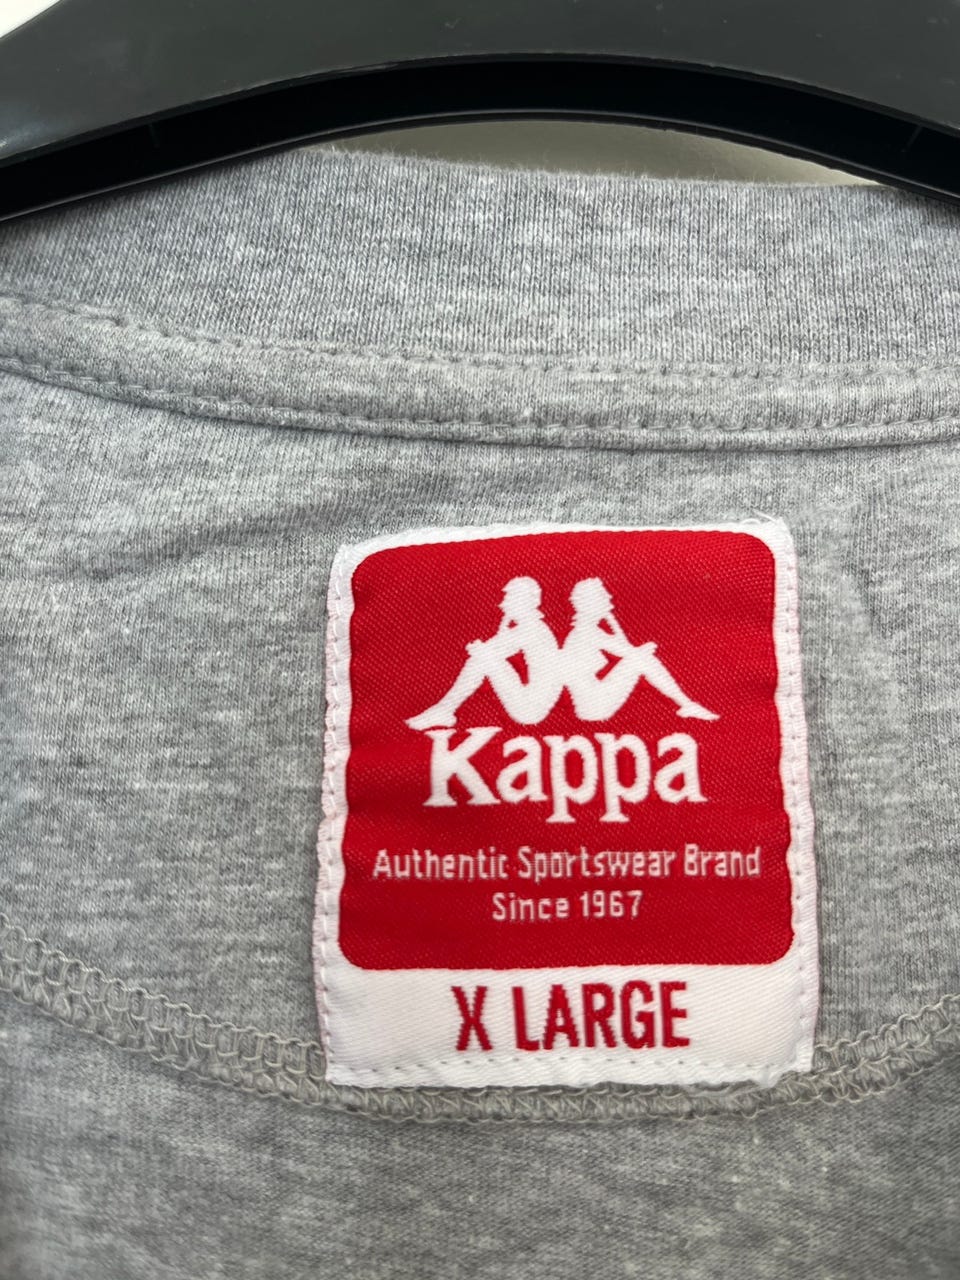 Kappa
Authentic Sportswear Brand
Since 1967
X LARGE